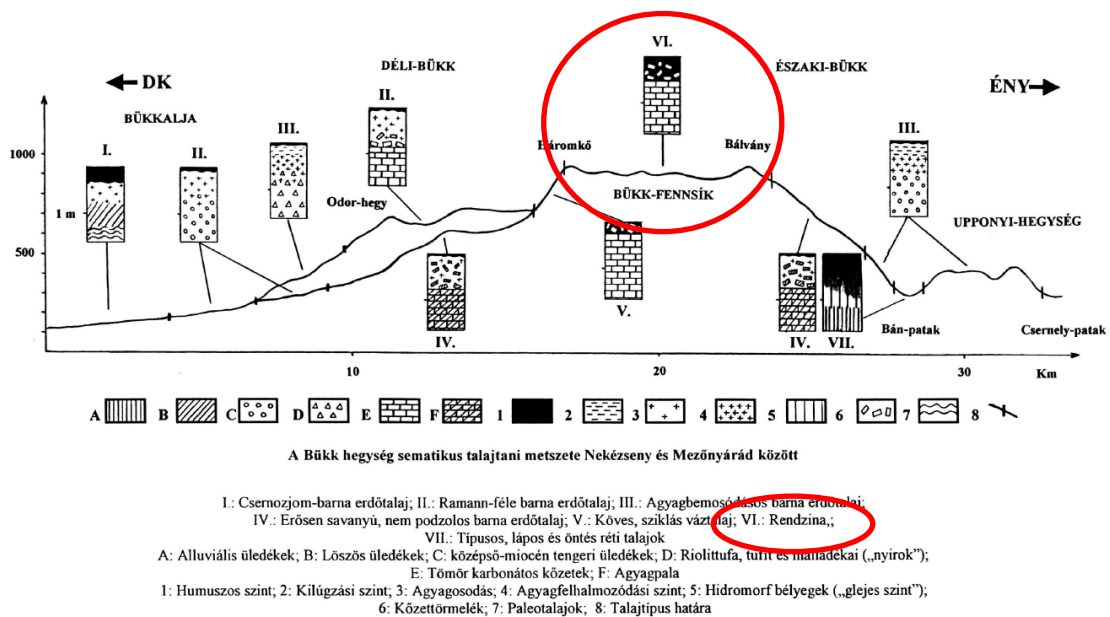 VI.
DÉLI-BÜKK
ÉSZAKI-BÜKK
DK
ÉNY
BÜKKALJA
II.
III.
III.
I.
II.
1000
Háromkő
Bálvány
Odor-hegy
BÜKK-FENNSÍK
1 m
UPPONYI-HEGYSÉG
500
V.
Bán-patak
Csernely-patak
IV.
IV.
VII.
10
20
30
Km
A B C D E F 1 2 3 4 5 6 7 8
A Bükk hegység sematikus talajtani metszete Nekézseny és Mezőnyárád között
I.: Csernozjom-barna erdőtalaj; II.: Ramann-féle barna erdőtalaj; III.: Agyagbemosódásos barna erdőtalaj;
IV.: Erősen savanyú, nem podzolos barna erdőtalaj; V.: Köves, sziklás váztalaj; VI.: Rendzina,;
VII.: Típusos, lápos és öntés réti talajok
A: Alluviális üledékek; B: Löszös üledékek; C: középső-miocén tengeri üledékek; D: Riolittufa, tufit és málladékai („nyirok”);
E: Tömör karbonátos kőzetek; F: Agyagpala
1: Humuszos szint; 2: Kilúgzási szint; 3: Agyagosodás; 4: Agyagfelhalmozódási szint; 5: Hidromorf bélyegek („glejes szint”);
6: Kőzettörmelék; 7: Paleotalajok; 8: Talajtípus határa